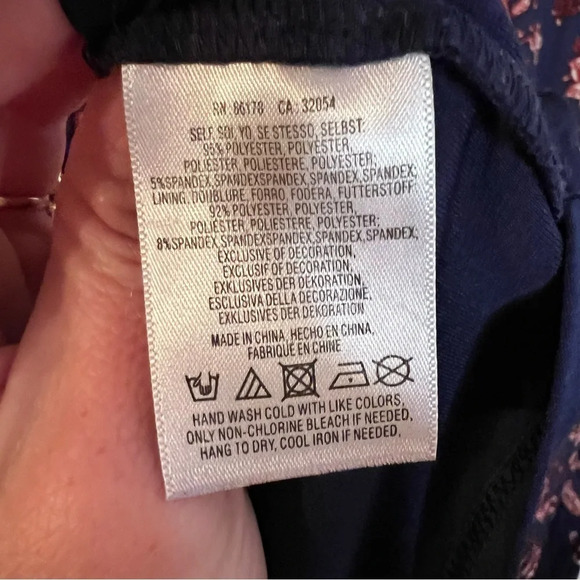 RN : 66178 CA : 32054
SELF, SOI, YO, SE STESSO, SELBST:
95% POLYESTER, POLYESTER,
POLIESTER, POLIESTERE, POLYESTER;
5%SPANDEX,SPANDEXSPANDEX,SPANDEX,SPANDEX,
LINING, DOUBLURE, FORRO, FODERA, FUTTERSTOFF:
92% POLYESTER, POLYESTER,
POLIESTER, POLIESTERE, POLYESTER;
8%SPANDEX,SPANDEXSPANDEX,SPANDEX,SPANDEX,
EXCLUSIVE OF DECORATION,
EXCLUSIF OF DECORATION,
EXKLUSIVES DER DEKORATION,
ESCLUSIVA DELLA DECORAZIONE,
EXKLUSIVES DER DEKORATION
MADE IN CHINA, HECHO EN CHINA,
FABRIQUÉ EN CHINE
HAND WASH COLD WITH LIKE COLORS,
ONLY NON-CHLORINE BLEACH IF NEEDED,
HANG TO DRY, COOL IRON IF NEEDED,